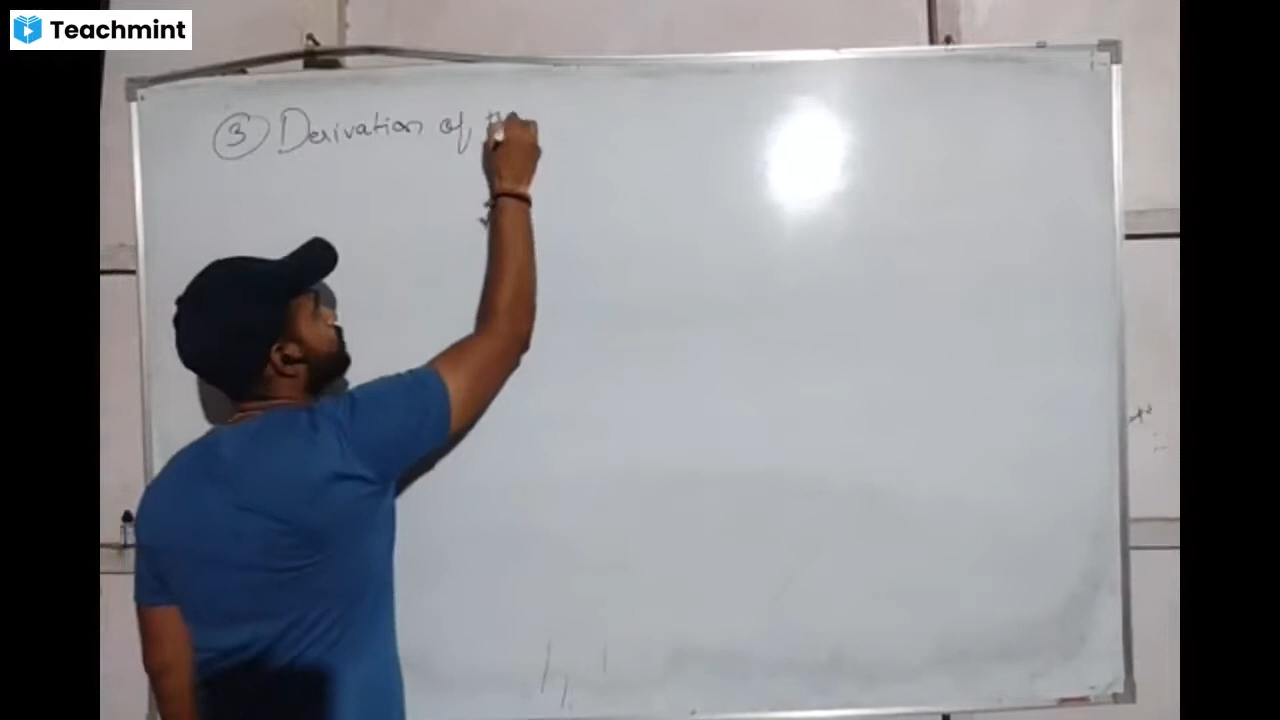 Teachmint
③ Derivation of